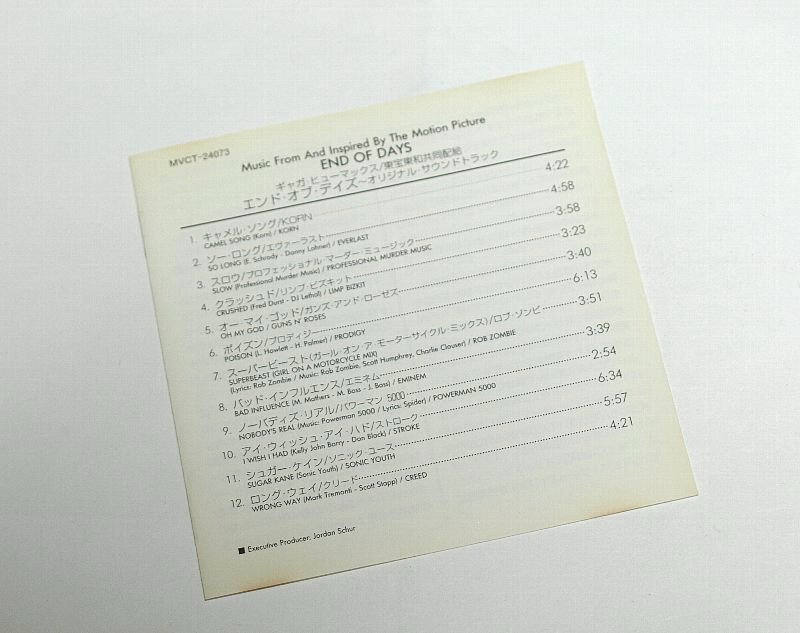 MVCT-24073
Music From And Inspired By The Motion Picture
END OF DAYS
ギャガ・ヒューマックス/東宝東和共同配給
エンド・オブ・デイズ〜オリジナル・サウンドトラック
1. キャメル・ソング/KORN 4:22
CAMEL SONG (Korn) / KORN
2. ソー・ロング/エヴァーラスト 4:58
SO LONG (E. Schrody - Danny Lohner) / EVERLAST
3. スロウ/プロフェッショナル・マーダー・ミュージック 3:58
SLOW (Professional Murder Music) / PROFESSIONAL MURDER MUSIC
4. クラッシュド/リンプ・ビズキット 3:23
CRUSHED (Fred Durst - DJ Lethal) / LIMP BIZKIT
5. オー・マイ・ゴッド/ガンズ・アンド・ローゼズ 3:40
OH MY GOD / GUNS N' ROSES
6. ポイズン/プロディジー 6:13
POISON (L. Howlett - H. Palmer) / PRODIGY
7. スーパービースト(ガール・オン・ア・モーターサイクル・ミックス)/ロブ・ゾンビ 3:51
SUPERBEAST (GIRL ON A MOTORCYCLE MIX)
(Lyrics: Rob Zombie / Music: Rob Zombie, Scott Humphrey, Charlie Clouser) / ROB ZOMBIE
8. バッド・インフルエンス/エミネム 3:39
BAD INFLUENCE (M. Mathers - M. Bass - J. Bass) / EMINEM
9. ノーバディズ・リアル/パワーマン 5000 2:54
NOBODY'S REAL (Music: Powerman 5000 / Lyrics: Spider) / POWERMAN 5000
10. アイ・ウィッシュ・アイ・ハド/ストローク 6:34
I WISH I HAD (Kelly John Barry - Don Black) / STROKE
11. シュガー・ケイン/ソニック・ユース 5:57
SUGAR KANE (Sonic Youth) / SONIC YOUTH
12. ロング・ウェイ/クリード 4:21
WRONG WAY (Mark Tremonti - Scott Stapp) / CREED
■ Executive Producer: Jordan Schur